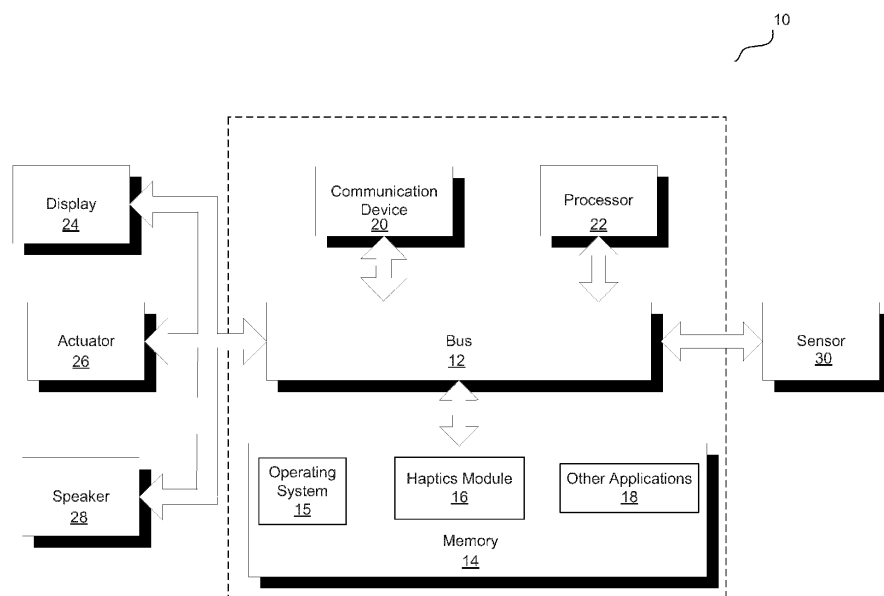 10
Display
24
Communication
Device
20
Processor
22
Actuator
26
Bus
12
Sensor
30
Speaker
28
Operating
System
15
Haptics Module
16
Other Applications
18
Memory
14